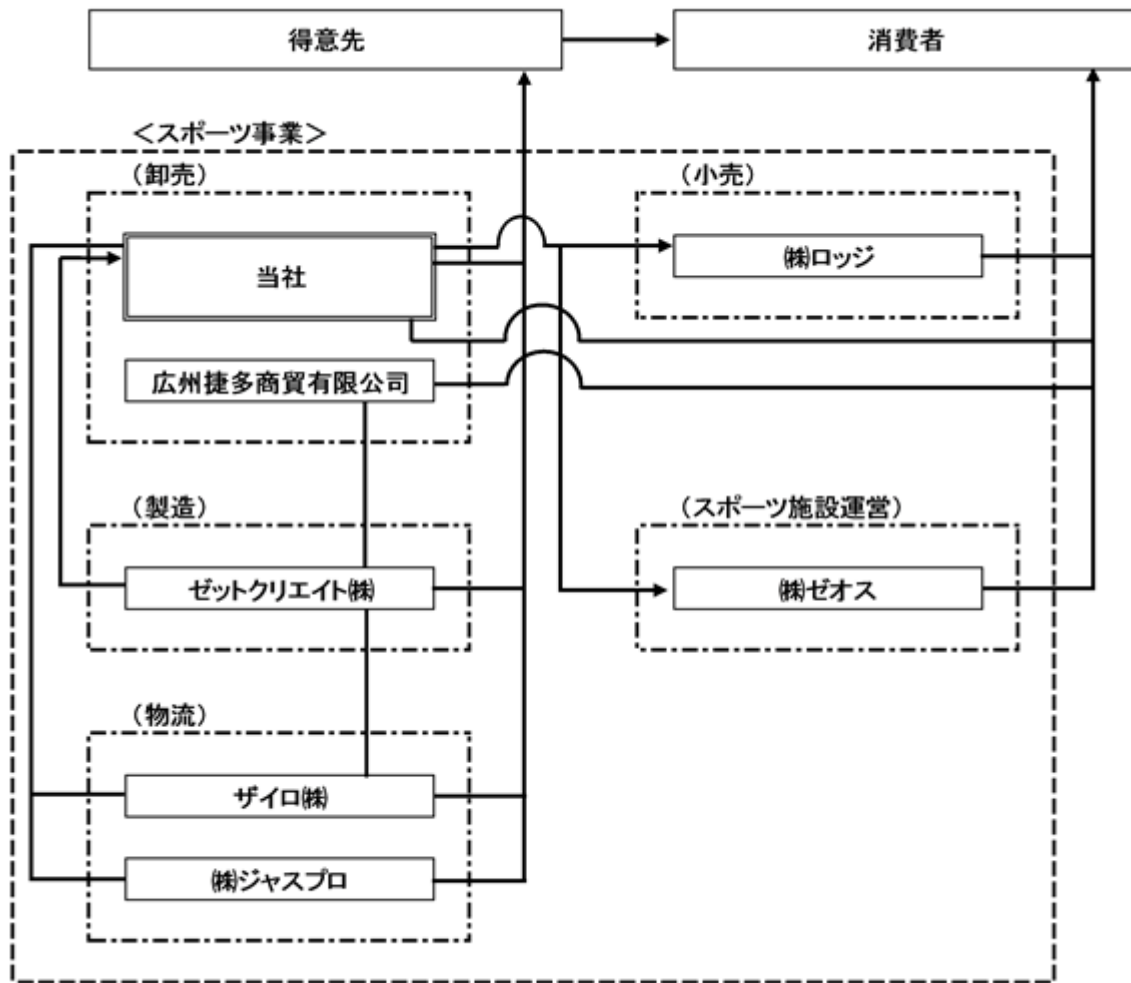 得意先
消費者
＜スポーツ事業＞
（卸売）
（小売）
当社
㈱ロッジ
広州捷多商貿有限公司
（製造）
（スポーツ施設運営）
ゼットクリエイト㈱
㈱ゼオス
（物流）
ザイロ㈱
㈱ジャスプロ